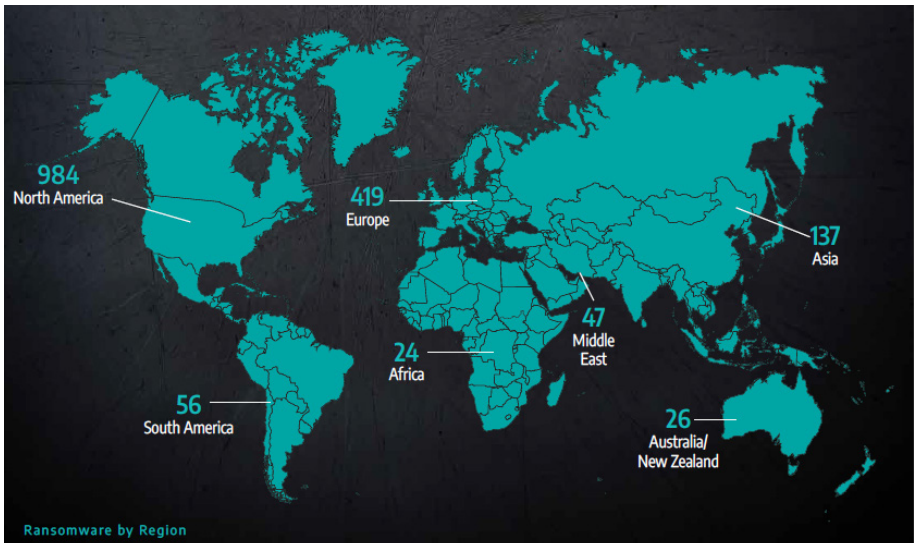 984
North America
419
Europe
137
Asia
47
Middle
East
24
Africa
56
South America
26
Australia/
New Zealand
Ransomware by Region